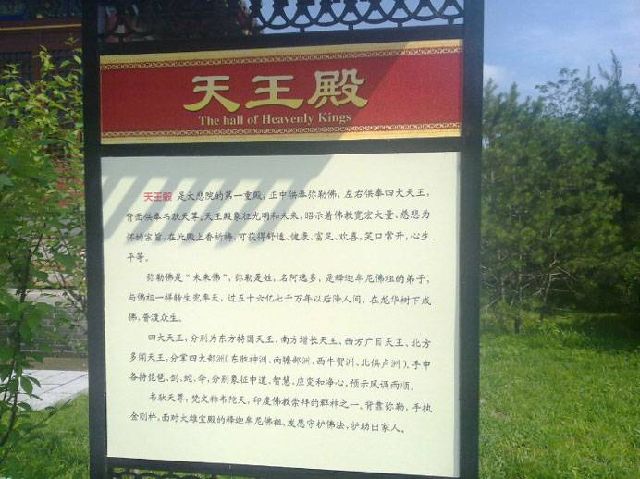 天王殿
The hall of Heavenly Kings
天王殿 是大悲院的第一重殿，正中供奉弥勒佛，左右供奉四大天王，
背面供奉韦驮天尊。天王殿象征光明和未来，昭示着佛教宽宏大量、慈悲为
怀的宗旨。在此殿上香祈祷，可获得舒适、健康、富足、欢喜、笑口常开、心生
平等。
弥勒佛是“未来佛”，弥勒是姓，名阿逸多，是释迦牟尼佛祖的弟子，
与佛祖一样转生兜率天，过五十六亿七千万年以后降人间，在龙华树下成
佛，普渡众生。
四大天王，分别为东方持国天王、南方增长天王、西方广目天王、北方
多闻天王，分掌四大部洲（东胜神洲、南赡部洲、西牛贺洲、北俱卢洲），手中
各持琵琶、剑、蛇、伞，分别象征中道、智慧、应变和净心，预示风调雨顺。
韦驮天尊，梵文称韦陀天，印度佛教崇拜的群神之一。背靠弥勒，手执
金刚杵，面对大雄宝殿的释迦牟尼佛祖，发愿守护佛法，护助日家人。